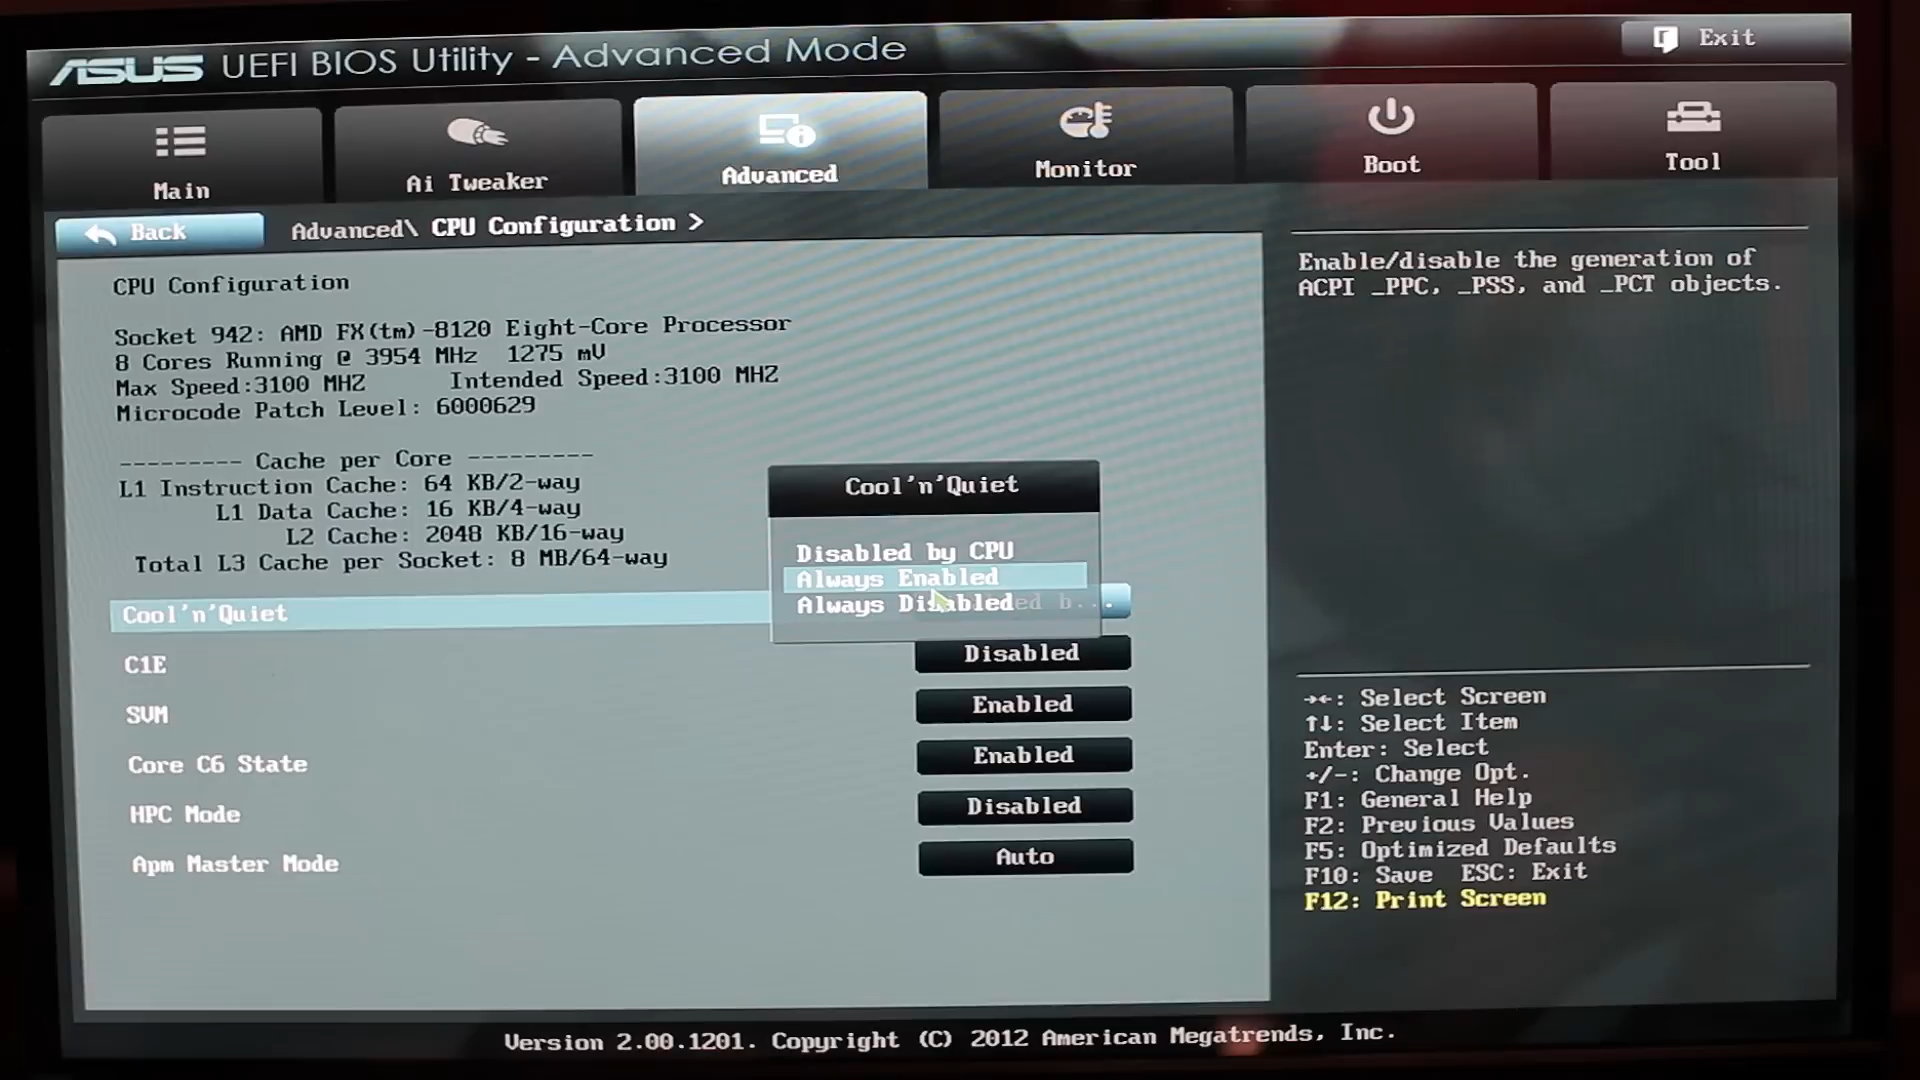 ASUS UEFI BIOS Utility - Advanced Mode
Exit
Main
Ai Tweaker
Advanced
Monitor
Boot
Tool
Back
Advanced\ CPU Configuration >
CPU Configuration
Socket 942: AMD FX(tm)-8120 Eight-Core Processor
8 Cores Running @ 3954 MHz  1275 mV
Max Speed:3100 MHZ      Intended Speed:3100 MHZ
Microcode Patch Level: 6000629
--------- Cache per Core ---------
L1 Instruction Cache: 64 KB/2-way
L1 Data Cache: 16 KB/4-way
L2 Cache: 2048 KB/16-way
Total L3 Cache per Socket: 8 MB/64-way
Cool'n'Quiet
C1E
Disabled
SVM
Enabled
Core C6 State
Enabled
HPC Mode
Disabled
Apm Master Mode
Auto
Cool'n'Quiet
Disabled by CPU
Always Enabled
Always Disabled
Enable/disable the generation of
ACPI _PPC, _PSS, and _PCT objects.
→←: Select Screen
↑↓: Select Item
Enter: Select
+/-: Change Opt.
F1: General Help
F2: Previous Values
F5: Optimized Defaults
F10: Save  ESC: Exit
F12: Print Screen
Version 2.00.1201. Copyright (C) 2012 American Megatrends, Inc.